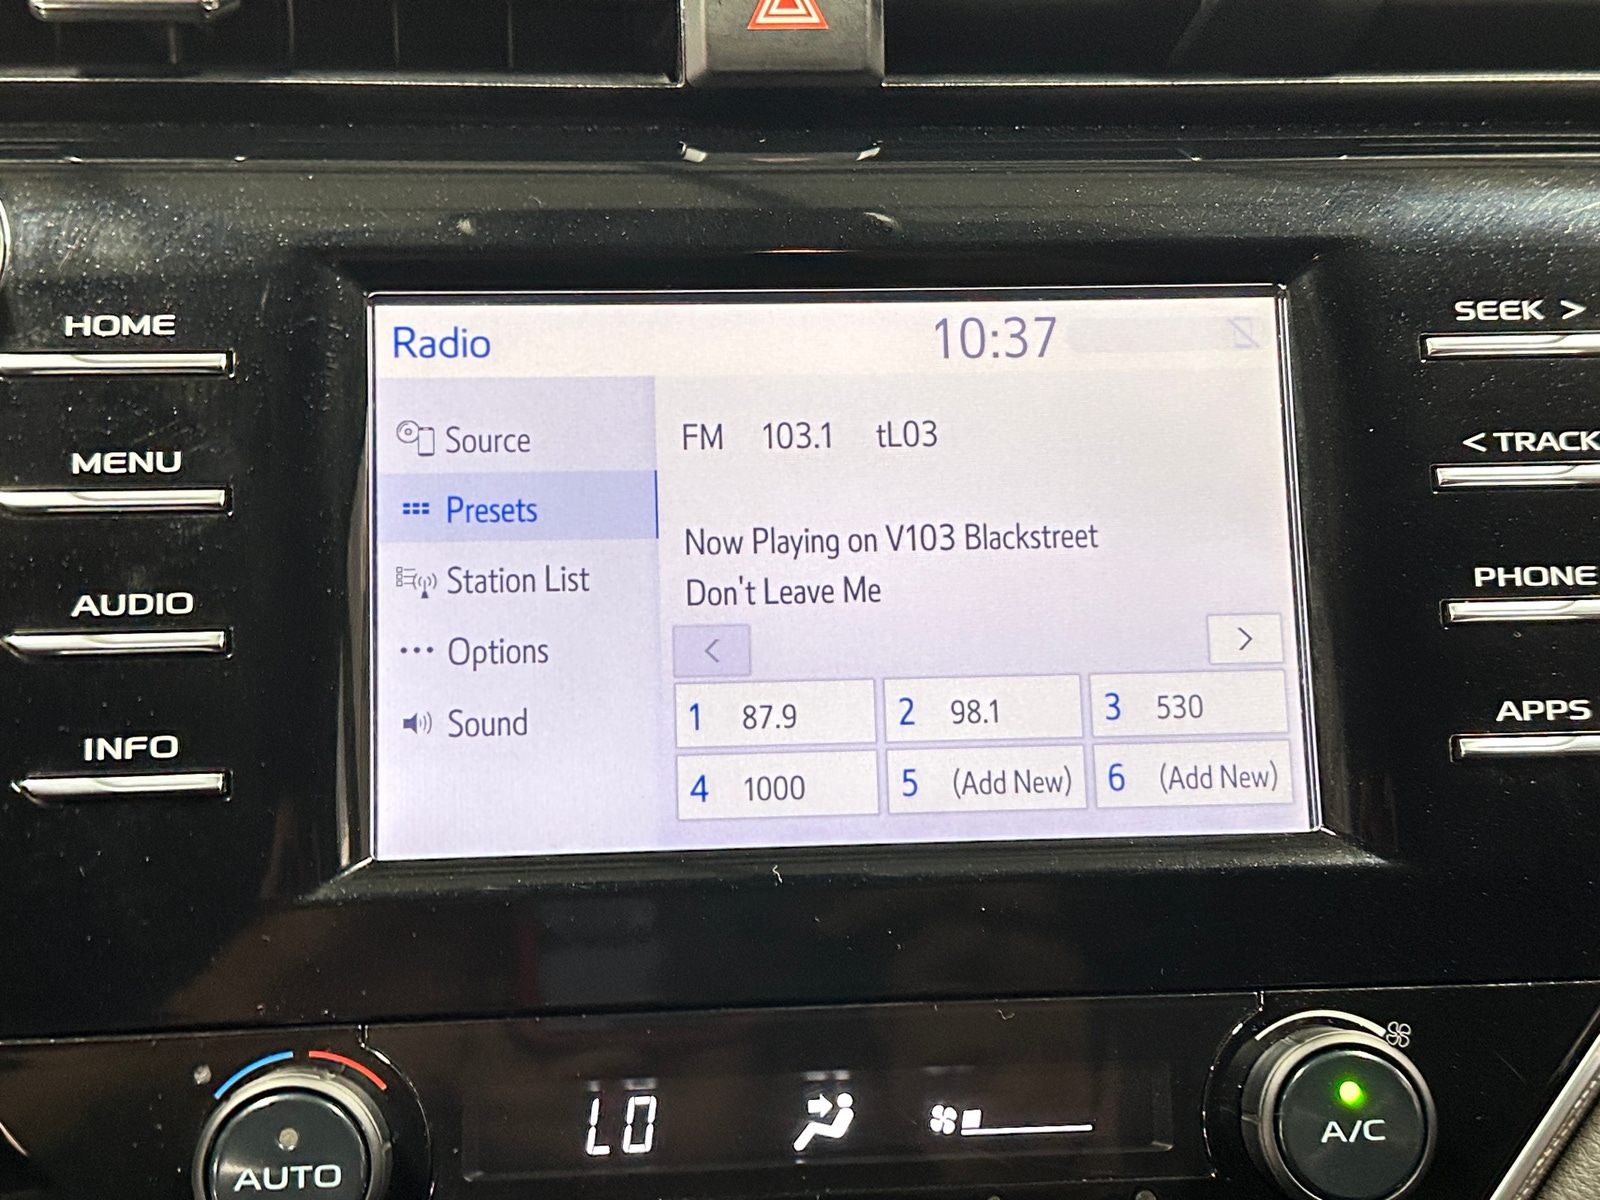 Radio 10:37
HOME
MENU
AUDIO
INFO
Source
Presets
Station List
Options
Sound
FM 103.1 tL03
Now Playing on V103 Blackstreet
Don't Leave Me
<
>
1 87.9
2 98.1
3 530
4 1000
5 (Add New)
6 (Add New)
SEEK >
< TRACK
PHONE
APPS
AUTO
LO
A/C